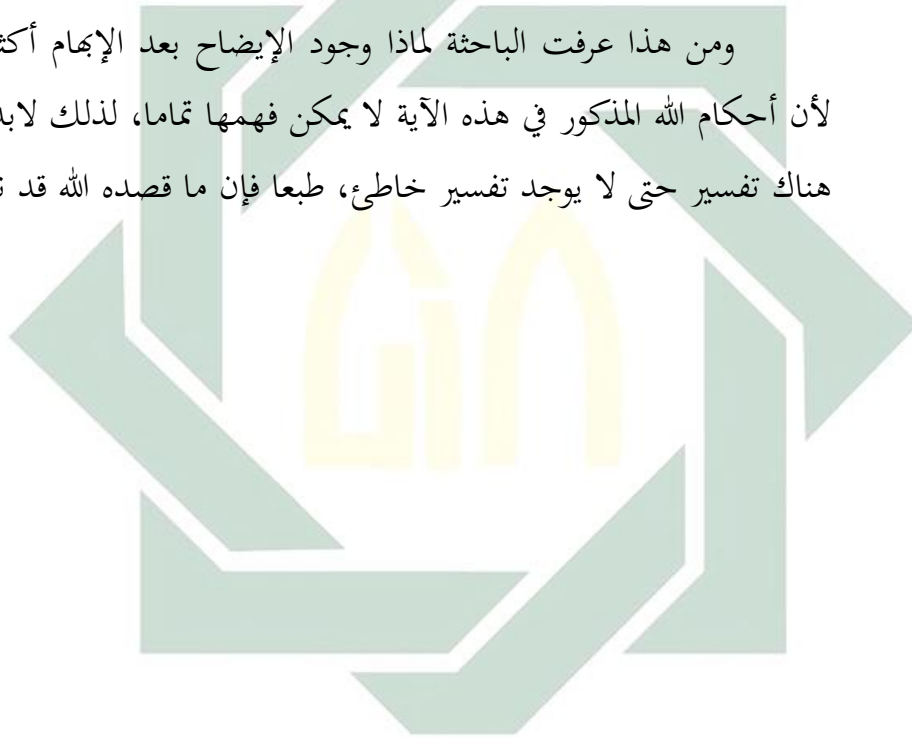 ومن هذا عرفت الباحثة لماذا وجود الإيضاح بعد الإبهام
لأن أحكام الله المذكور في هذه الآية لا يمكن فهمها تماما، لذلك
هناك تفسير حتى لا يوجد تفسير خاطئ، طبعا فإن ما قصده الله قد